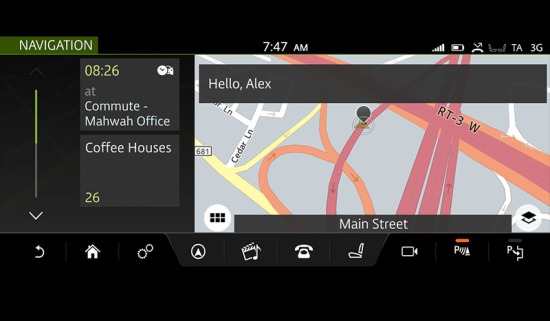 NAVIGATION
7:47 AM
TA 3G
08:26
at
Commute -
Mahwah Office
Coffee Houses
26
Hello, Alex
RT-3 W
Cedar Ln
Ln
681
Main Street
P
P